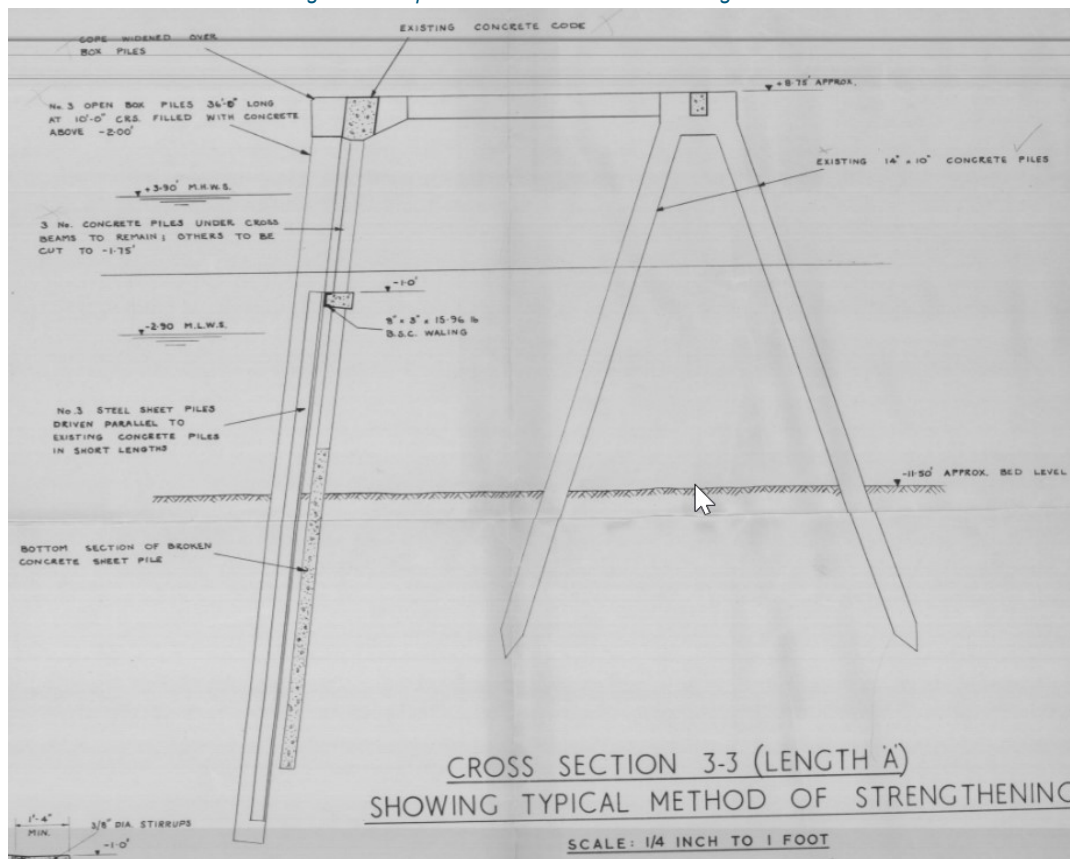 EXISTING CONCRETE CODE
COPE WIDENED OVER
BOX PILES
+8·75' APPROX.
No. 3 OPEN BOX PILES LONG
AT 10'-0" CRS. FILLED WITH CONCRETE
ABOVE -2·00'
EXISTING 14" x 10" CONCRETE PILES
+3·90' M.H.W.S.
3 No. CONCRETE PILES UNDER CROSS
BEAMS TO REMAIN; OTHERS TO BE
CUT TO -1·75'
-1·0'
8" x 3" x 15·96 lb
B.S.C. WALING
-2·90 M.L.W.S.
No.3 STEEL SHEET PILES
DRIVEN PARALLEL TO
EXISTING CONCRETE PILES
IN SHORT LENGTHS
-11·50' APPROX. BED LEVEL
BOTTOM SECTION OF BROKEN
CONCRETE SHEET PILE
CROSS SECTION 3-3 (LENGTH 'A')
SHOWING TYPICAL METHOD OF STRENGTHENING
SCALE: 1/4 INCH TO 1 FOOT
1'-4"
MIN.
3/8" DIA. STIRRUPS
-1·0'